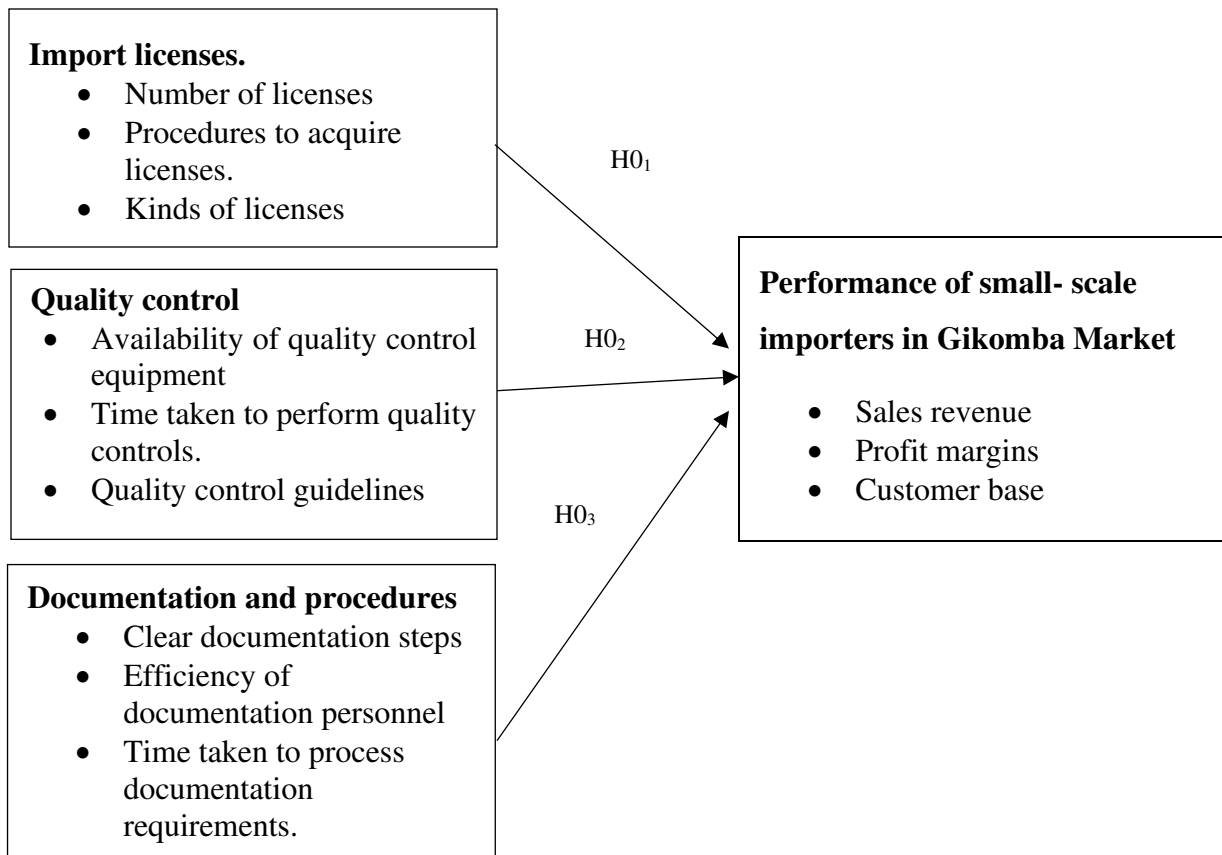 Import licenses.
• Number of licenses
• Procedures to acquire
licenses.
• Kinds of licenses
H0₁
Quality control
• Availability of quality control
equipment
• Time taken to perform quality
controls.
• Quality control guidelines
H0₂
Performance of small- scale
importers in Gikomba Market
• Sales revenue
• Profit margins
• Customer base
H0₃
Documentation and procedures
• Clear documentation steps
• Efficiency of
documentation personnel
• Time taken to process
documentation
requirements.